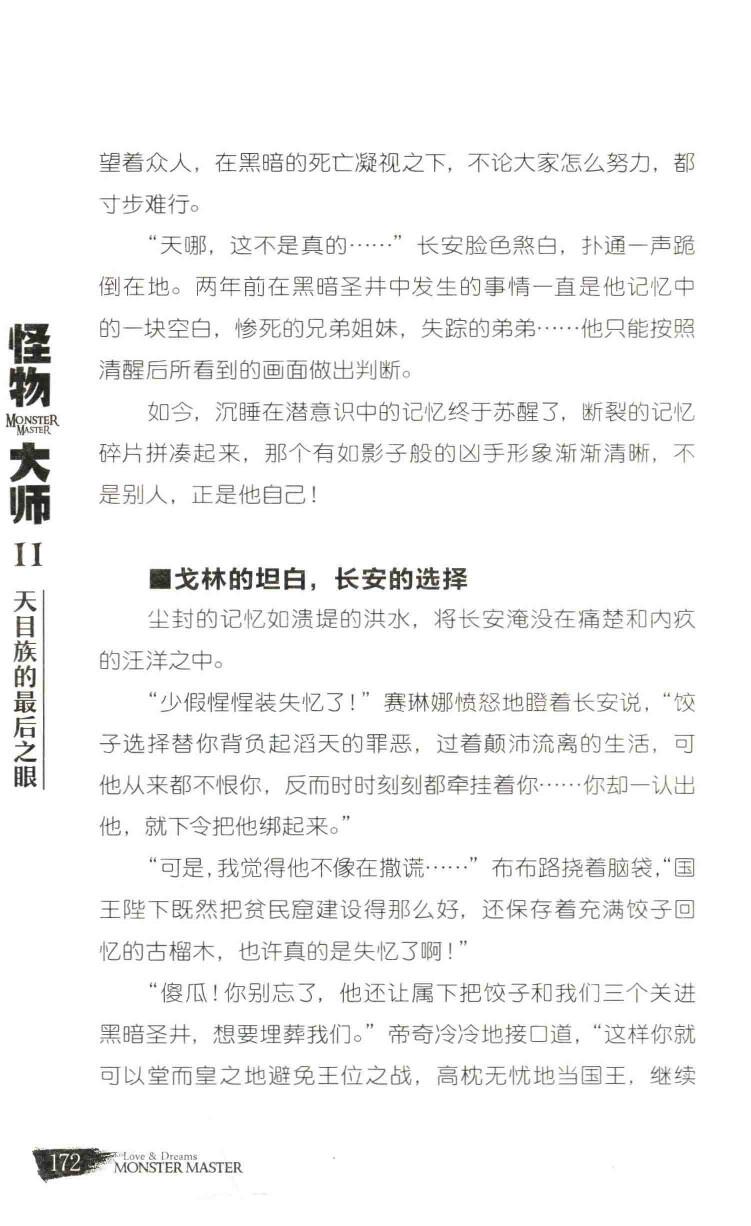 望着众人，在黑暗的死亡凝视之下，不论大家怎么努力，都
寸步难行。
“天哪，这不是真的……”长安脸色煞白，扑通一声跪
倒在地。两年前在黑暗圣井中发生的事情一直是他记忆中
的一块空白，惨死的兄弟姐妹，失踪的弟弟……他只能按照
清醒后所看到的画面做出判断。
如今，沉睡在潜意识中的记忆终于苏醒了，断裂的记忆
碎片拼凑起来，那个有如影子般的凶手形象渐渐清晰，不
是别人，正是他自己！
■戈林的坦白，长安的选择
尘封的记忆如溃堤的洪水，将长安淹没在痛楚和内疚
的汪洋之中。
“少假惺惺装失忆了！”赛琳娜愤怒地瞪着长安说，“饺
子选择替你背负起滔天的罪恶，过着颠沛流离的生活，可
他从来都不恨你，反而时时刻刻都牵挂着你……你却一认出
他，就下令把他绑起来。”
“可是，我觉得他不像在撒谎……”布布路挠着脑袋，“国
王陛下既然把贫民窟建设得那么好，还保存着充满饺子回
忆的古榴木，也许真的是失忆了啊！”
“傻瓜！你别忘了，他还让属下把饺子和我们三个关进
黑暗圣井，想要埋葬我们。”帝奇冷冷地接口道，“这样你就
可以堂而皇之地避免王位之战，高枕无忧地当国王，继续
怪物
MONSTER
MASTER
大师
11
天目族的最后之眼
172
Love & Dreams
MONSTER MASTER